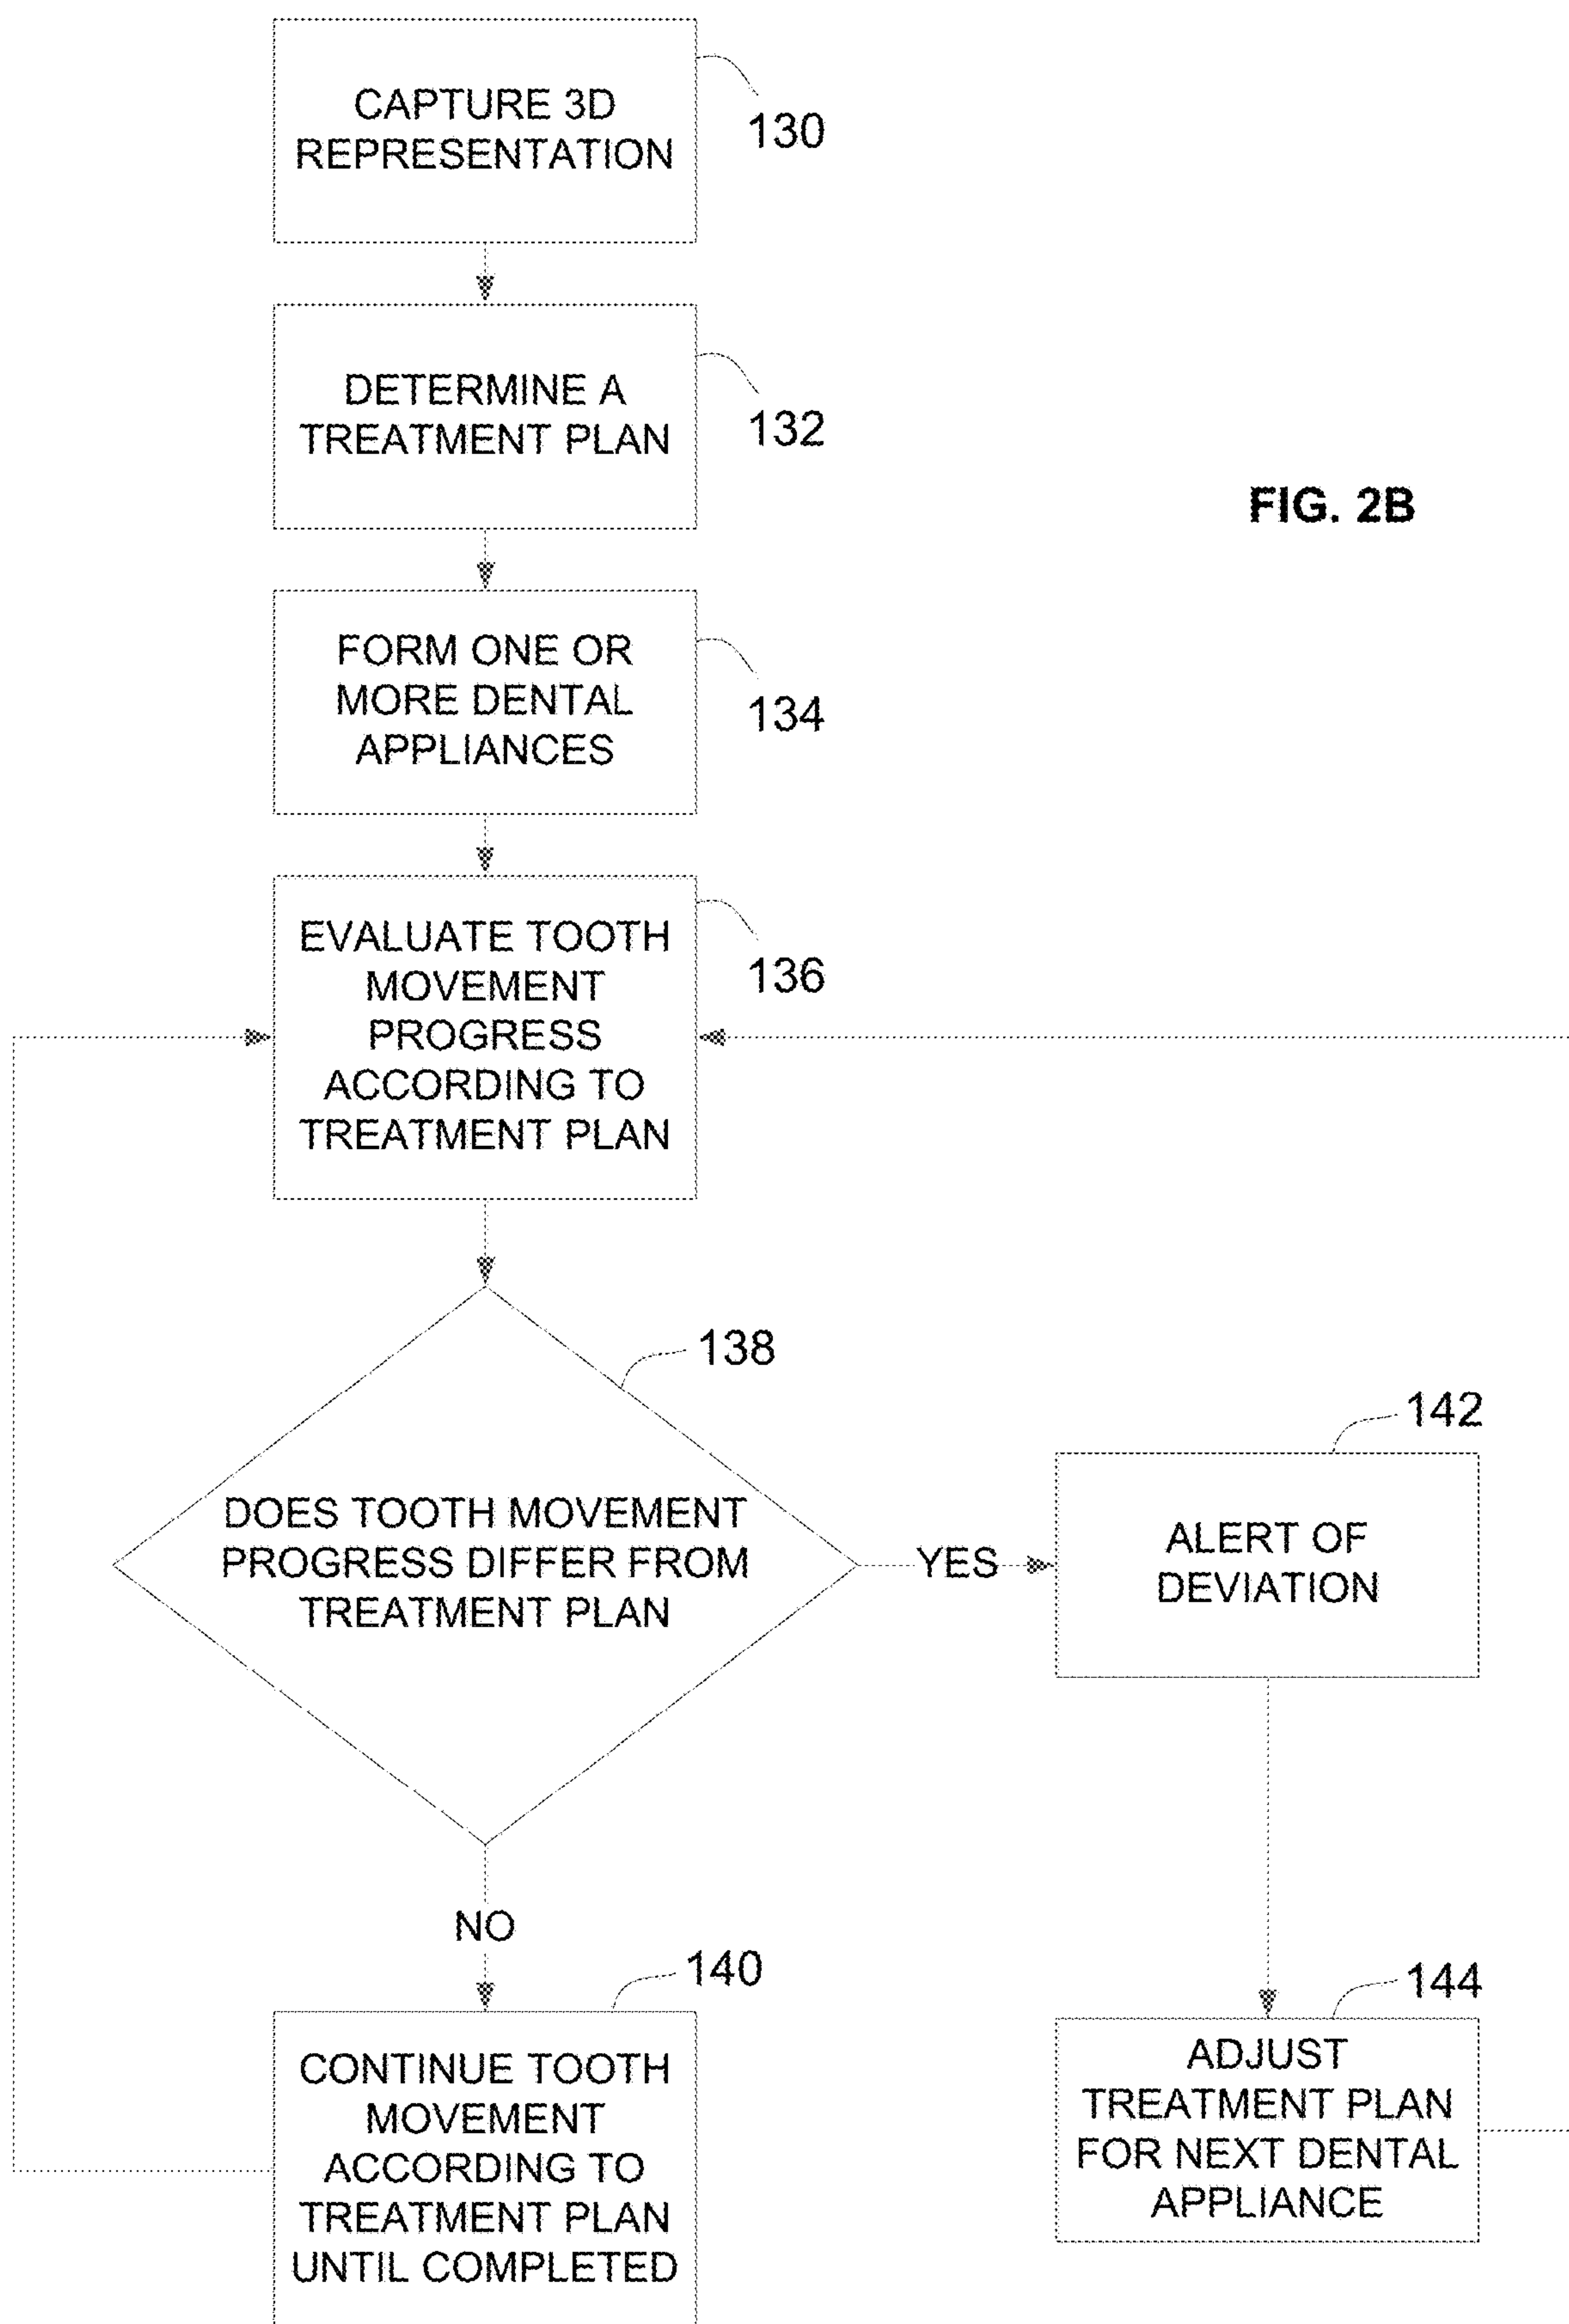 CAPTURE 3D
REPRESENTATION
130
DETERMINE A
TREATMENT PLAN
132
FIG. 2B
FORM ONE OR
MORE DENTAL
APPLIANCES
134
EVALUATE TOOTH
MOVEMENT
PROGRESS
ACCORDING TO
TREATMENT PLAN
136
138
DOES TOOTH MOVEMENT
PROGRESS DIFFER FROM
TREATMENT PLAN
YES
142
ALERT OF
DEVIATION
NO
140
CONTINUE TOOTH
MOVEMENT
ACCORDING TO
TREATMENT PLAN
UNTIL COMPLETED
144
ADJUST
TREATMENT PLAN
FOR NEXT DENTAL
APPLIANCE